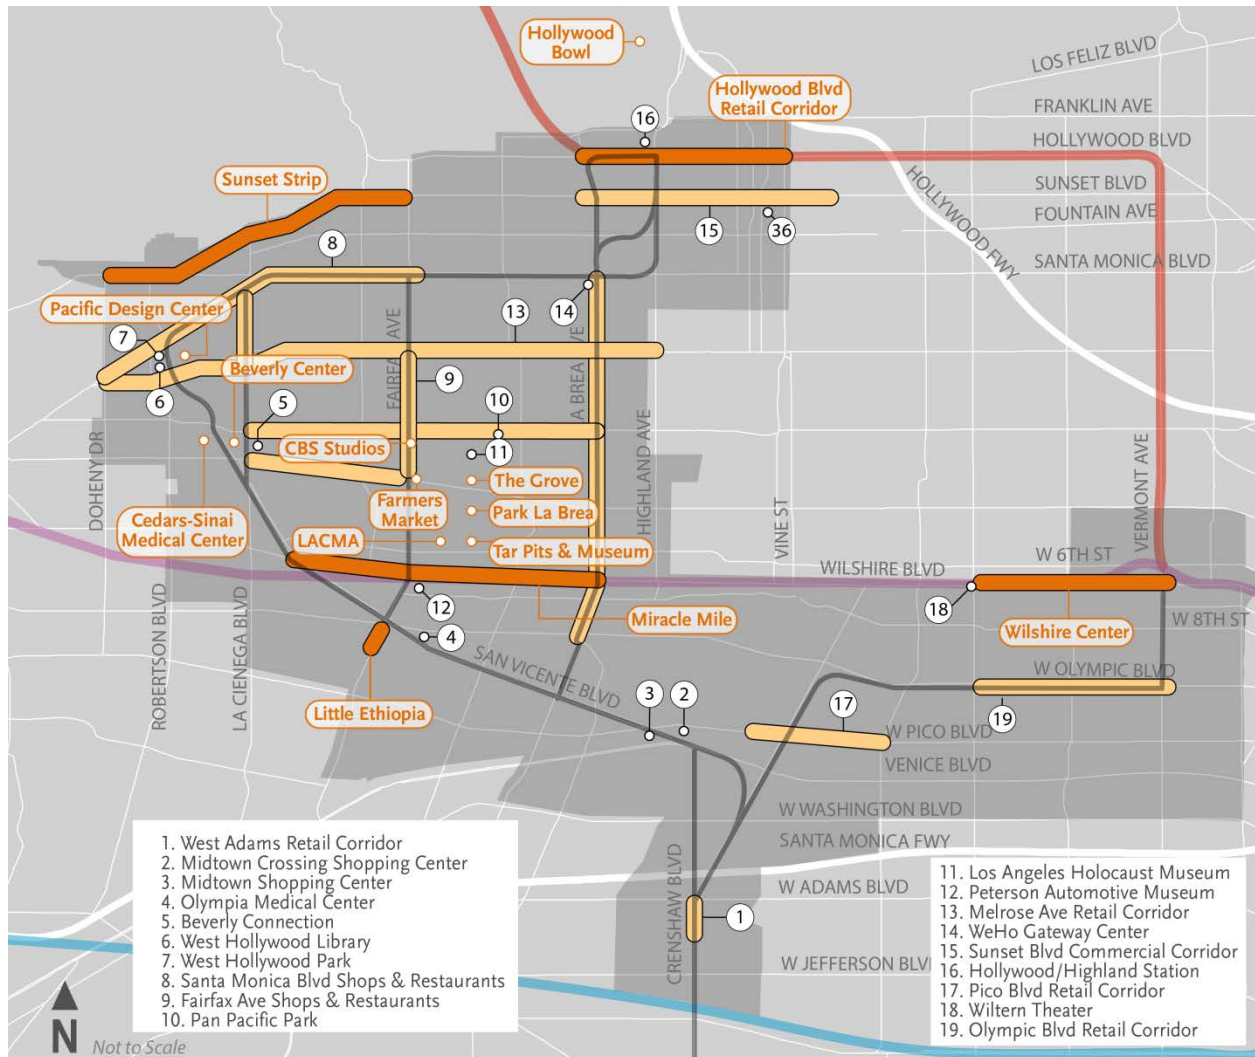 Hollywood
Bowl
LOS FELIZ BLVD
Hollywood Blvd
Retail Corridor
FRANKLIN AVE
16
HOLLYWOOD BLVD
HOLLYWOOD FWY
Sunset Strip
SUNSET BLVD
FOUNTAIN AVE
15
36
8
SANTA MONICA BLVD
Pacific Design Center
14
13
7
Beverly Center
FAIRFAX AVE
A BREA AVE
9
6
5
10
CBS Studios
11
HIGHLAND AVE
DOHENY DR
The Grove
VERMONT AVE
Farmers
Market
Park La Brea
VINE ST
Cedars-Sinai
Medical Center
LACMA
Tar Pits & Museum
W 6TH ST
WILSHIRE BLVD
12
18
ROBERTSON BLVD
LA CIENEGA BLVD
Miracle Mile
Wilshire Center
W 8TH ST
4
SAN VICENTE BLVD
W OLYMPIC BLVD
Little Ethiopia
3
2
17
19
W PICO BLVD
VENICE BLVD
W WASHINGTON BLVD
SANTA MONICA FWY
CRENSHAW BLVD
W ADAMS BLVD
1
W JEFFERSON BLV
1. West Adams Retail Corridor
2. Midtown Crossing Shopping Center
3. Midtown Shopping Center
4. Olympia Medical Center
5. Beverly Connection
6. West Hollywood Library
7. West Hollywood Park
8. Santa Monica Blvd Shops & Restaurants
9. Fairfax Ave Shops & Restaurants
10. Pan Pacific Park
11. Los Angeles Holocaust Museum
12. Peterson Automotive Museum
13. Melrose Ave Retail Corridor
14. WeHo Gateway Center
15. Sunset Blvd Commercial Corridor
16. Hollywood/Highland Station
17. Pico Blvd Retail Corridor
18. Wiltern Theater
19. Olympic Blvd Retail Corridor
N
Not to Scale